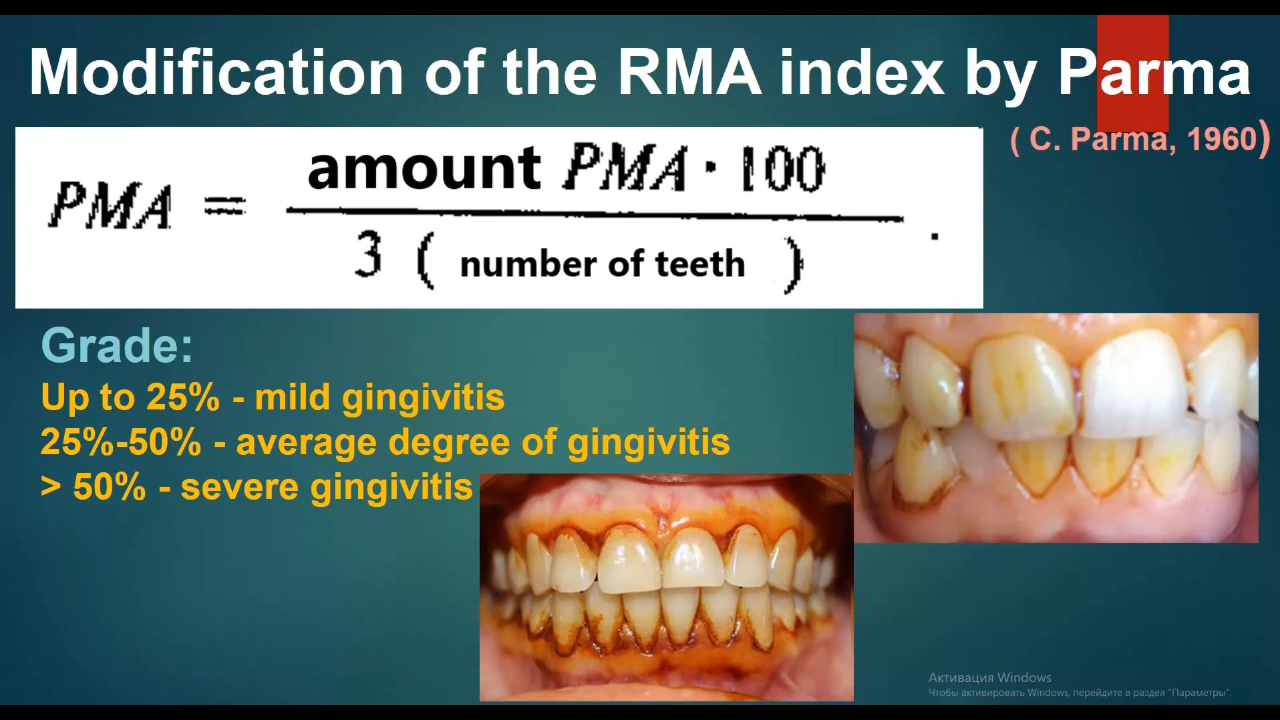 Modification of the RMA index by Parma
( C. Parma, 1960)
PMA = amount PMA · 100
3 ( number of teeth ) .
Grade:
Up to 25% - mild gingivitis
25%-50% - average degree of gingivitis
> 50% - severe gingivitis
Активация Windows
Чтобы активировать Windows, перейдите в раздел "Параметры".